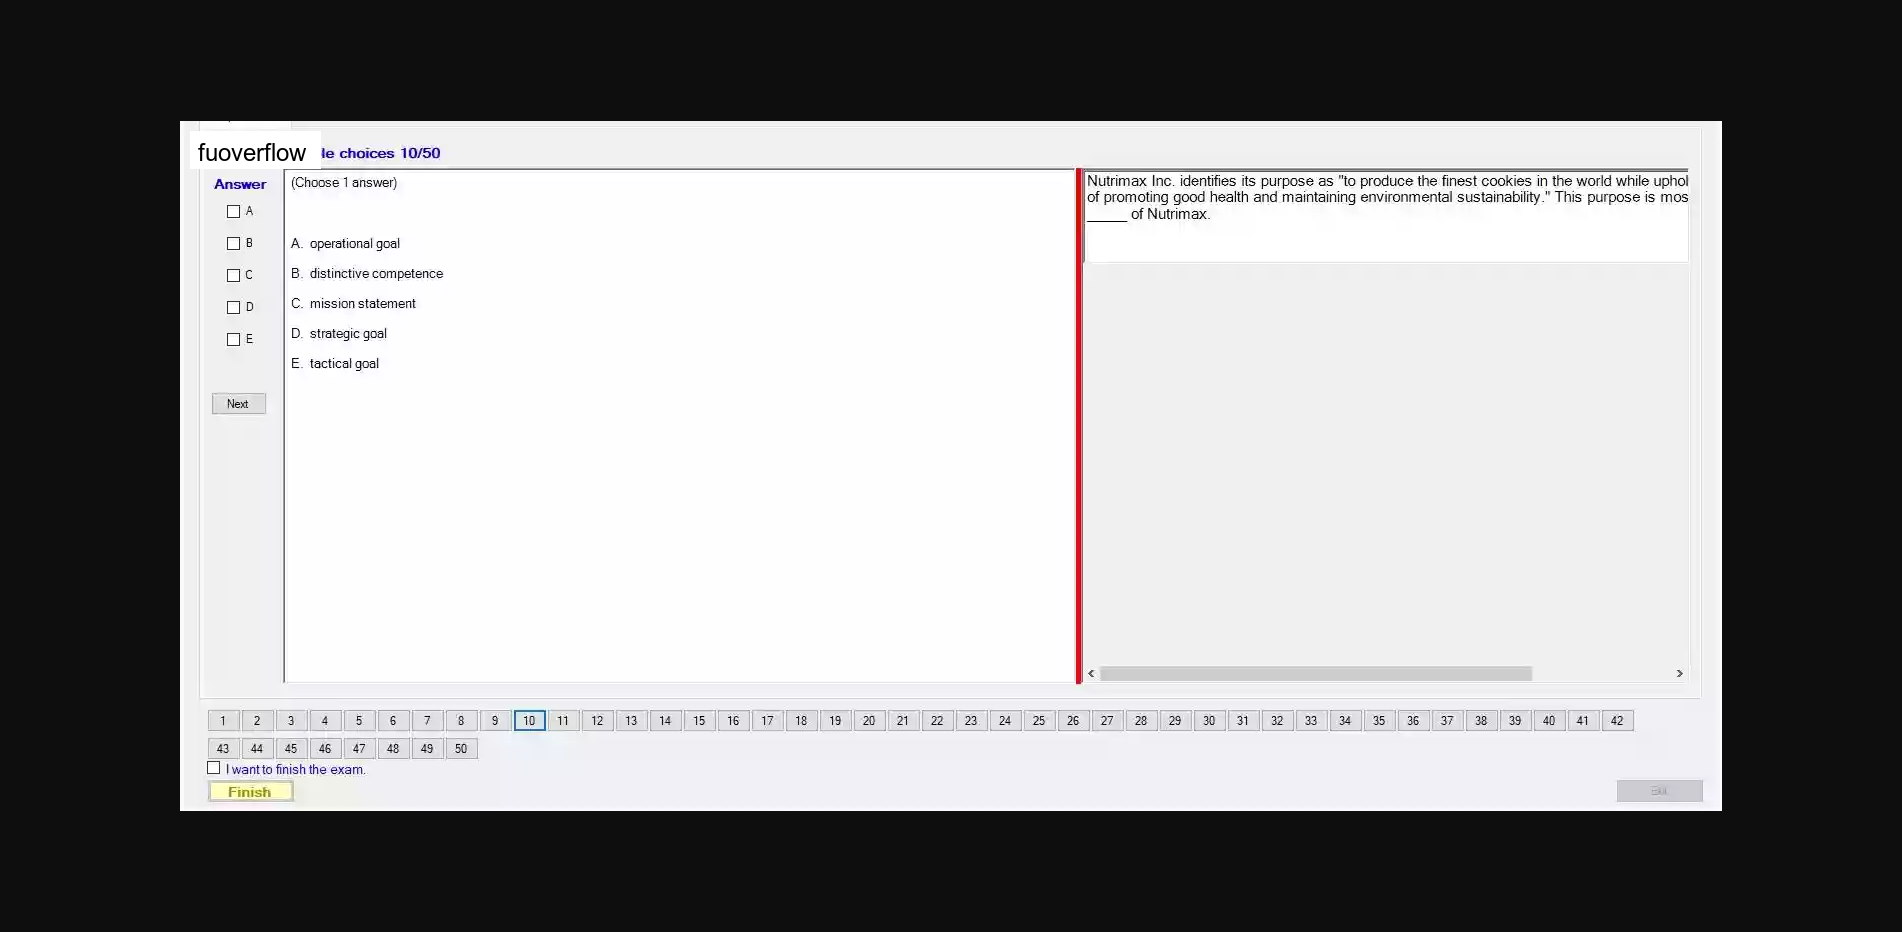 fuoverflow
le choices 10/50
Answer
A
B
C
D
E
Next
(Choose 1 answer)
A. operational goal
B. distinctive competence
C. mission statement
D. strategic goal
E. tactical goal
Nutrimax Inc. identifies its purpose as "to produce the finest cookies in the world while uphol
of promoting good health and maintaining environmental sustainability." This purpose is mos
_____ of Nutrimax.
1 2 3 4 5 6 7 8 9 10 11 12 13 14 15 16 17 18 19 20 21 22 23 24 25 26 27 28 29 30 31 32 33 34 35 36 37 38 39 40 41 42
43 44 45 46 47 48 49 50
I want to finish the exam.
Finish
Exit